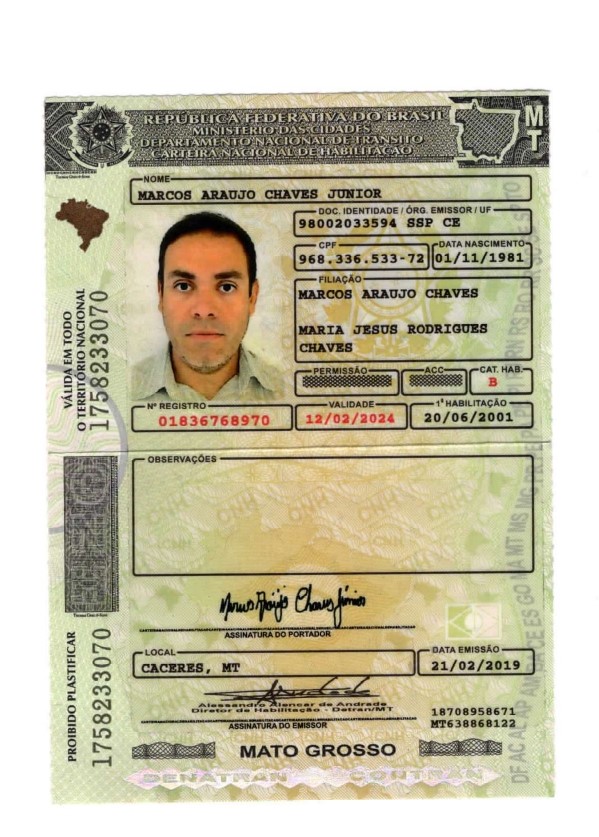 REPÚBLICA FEDERATIVA DO BRASIL
MINISTÉRIO DAS CIDADES
DEPARTAMENTO NACIONAL DE TRÂNSITO
CARTEIRA NACIONAL DE HABILITAÇÃO
MT
NOME
MARCOS ARAUJO CHAVES JUNIOR
DOC. IDENTIDADE / ÓRG. EMISSOR / UF
98002033594 SSP CE
CPF
968.336.533-72
DATA NASCIMENTO
01/11/1981
FILIAÇÃO
MARCOS ARAUJO CHAVES
MARIA JESUS RODRIGUES
CHAVES
PERMISSÃO
ACC
CAT. HAB.
B
Nº REGISTRO
01836768970
VALIDADE
12/02/2024
1ª HABILITAÇÃO
20/06/2001
VÁLIDA EM TODO
O TERRITÓRIO NACIONAL
1758233070
OBSERVAÇÕES
ASSINATURA DO PORTADOR
LOCAL
CACERES, MT
DATA EMISSÃO
21/02/2019
Alessandro Alencar de Andrade
Diretor de Habilitação - Detran/MT
ASSINATURA DO EMISSOR
18708958671
MT638868122
PROIBIDO PLASTIFICAR
1758233070
MATO GROSSO
DENATRAN CONTRAN